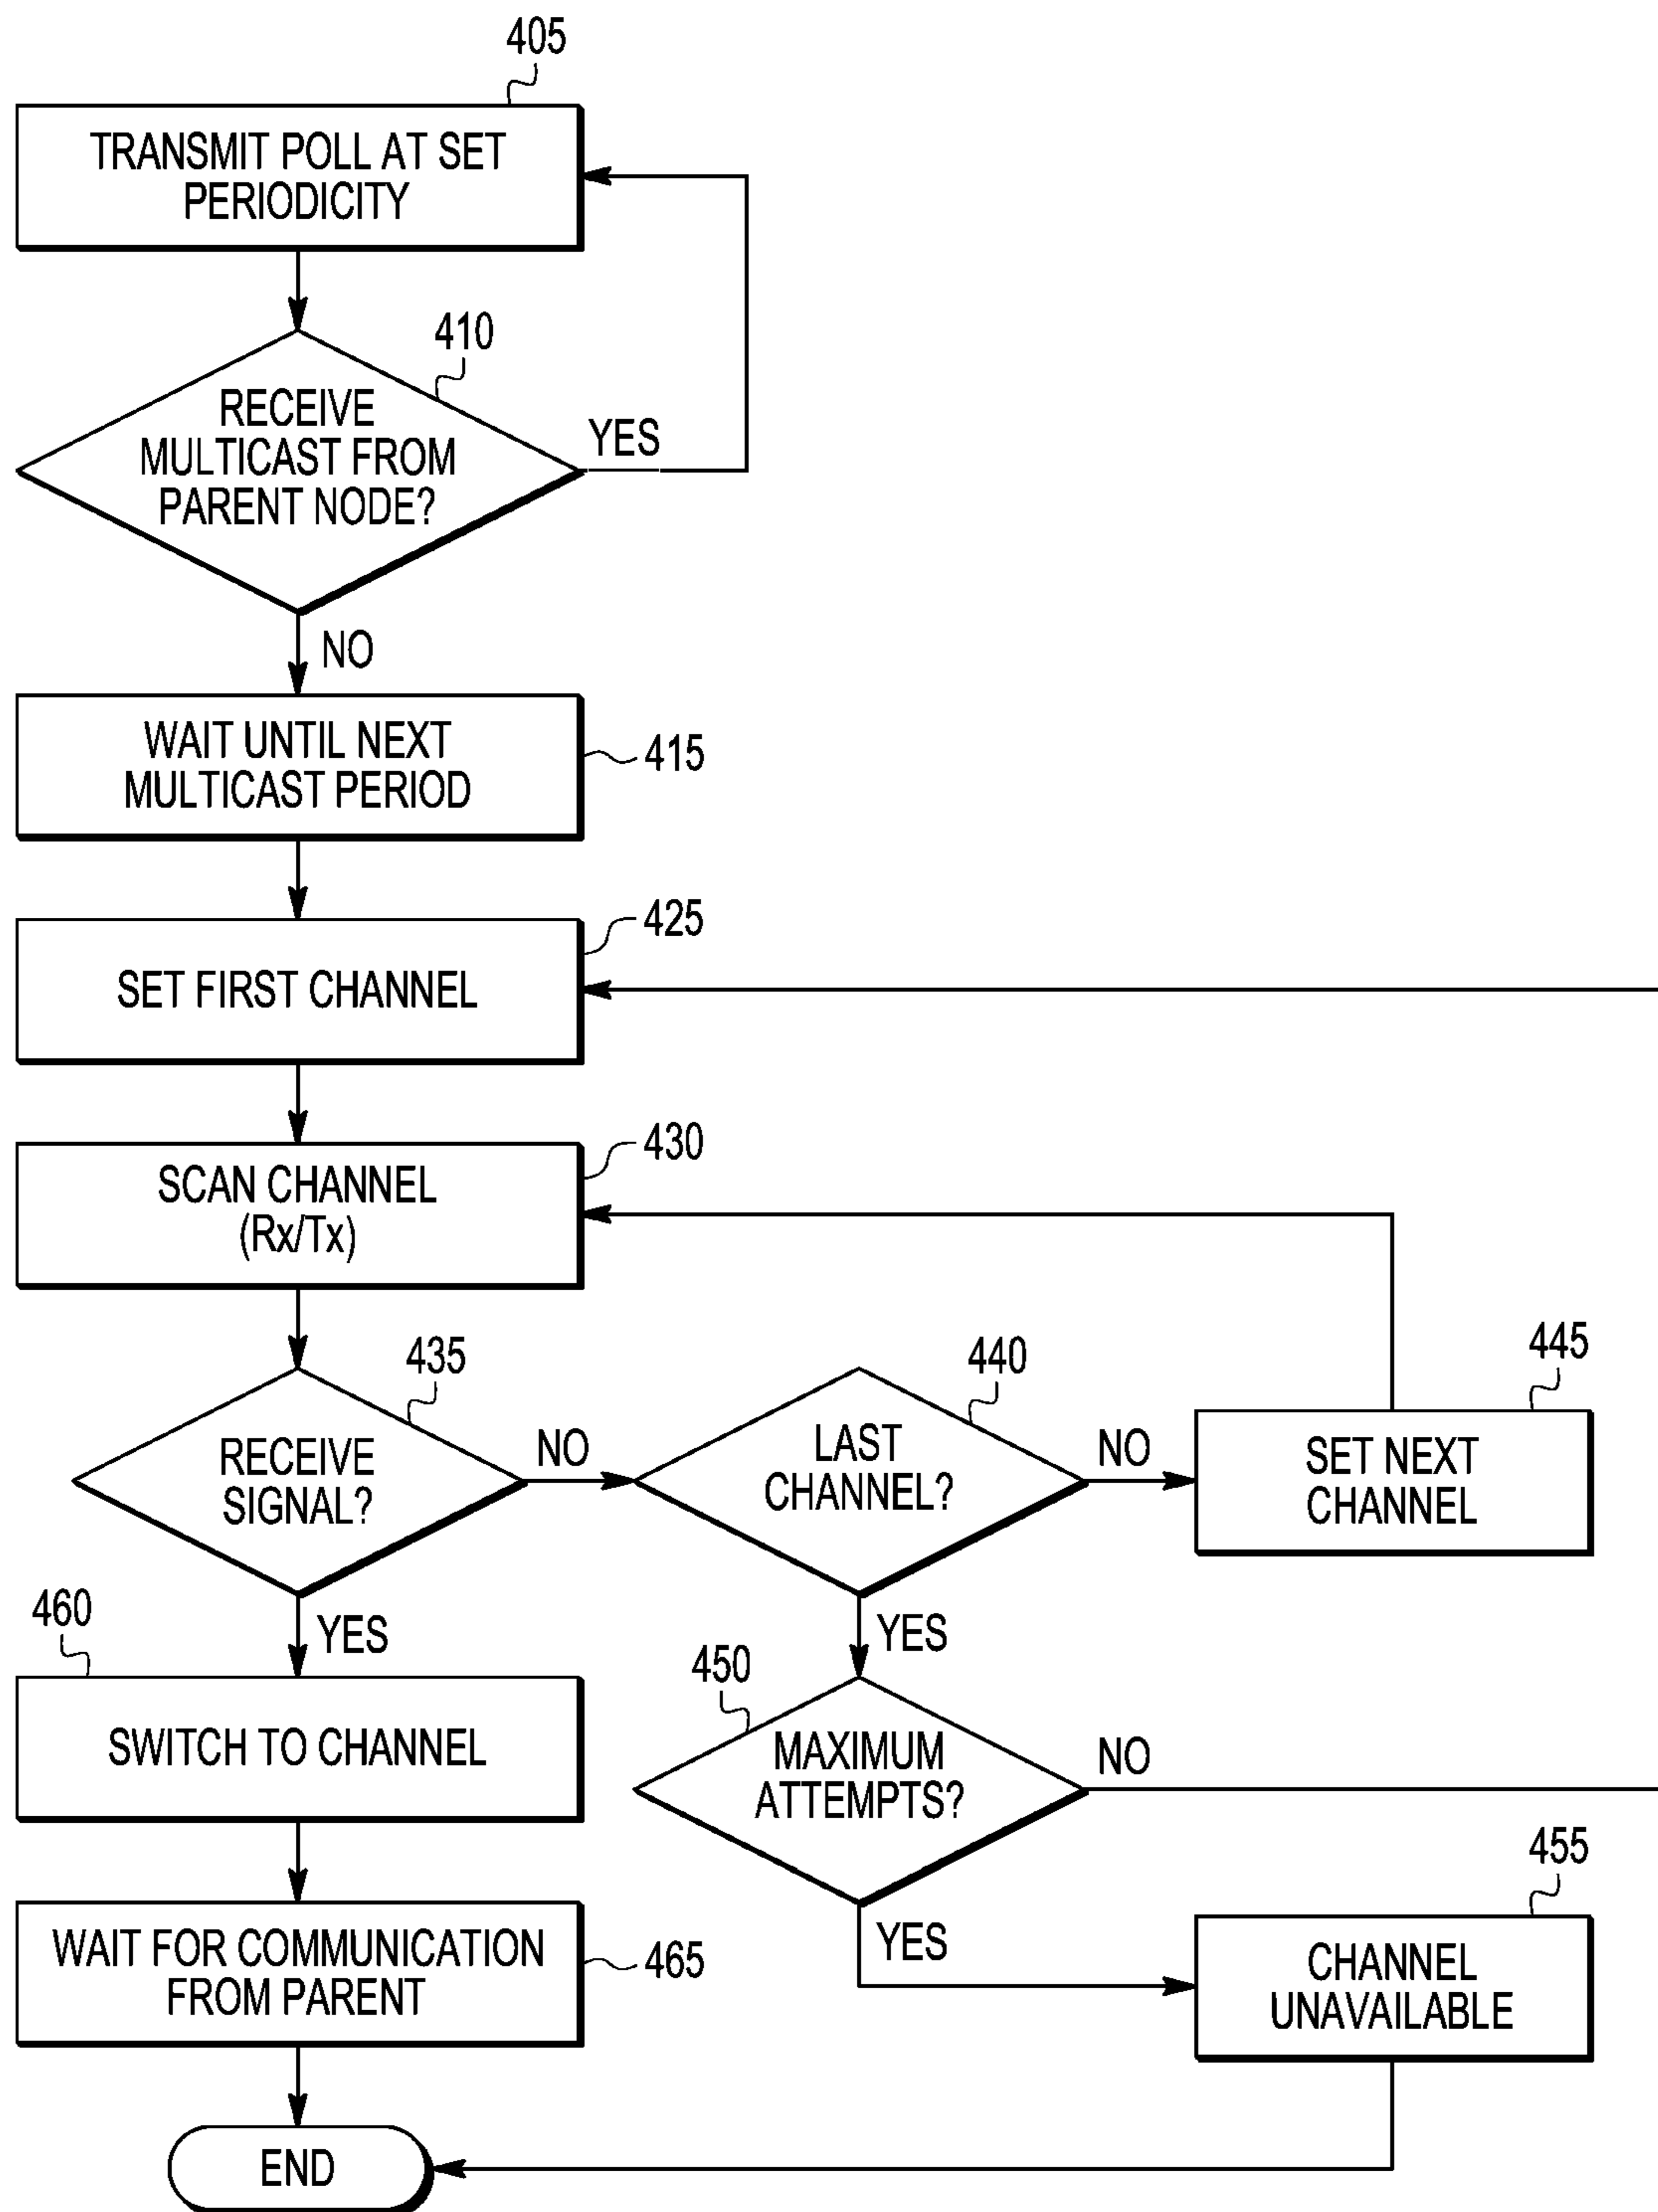 405
TRANSMIT POLL AT SET
PERIODICITY
410
RECEIVE
MULTICAST FROM
PARENT NODE?
YES
NO
WAIT UNTIL NEXT
MULTICAST PERIOD
415
425
SET FIRST CHANNEL
430
SCAN CHANNEL
(Rx/Tx)
435
RECEIVE
SIGNAL?
NO
440
LAST
CHANNEL?
NO
445
SET NEXT
CHANNEL
YES
YES
460
SWITCH TO CHANNEL
450
MAXIMUM
ATTEMPTS?
NO
YES
455
CHANNEL
UNAVAILABLE
WAIT FOR COMMUNICATION
FROM PARENT
465
END